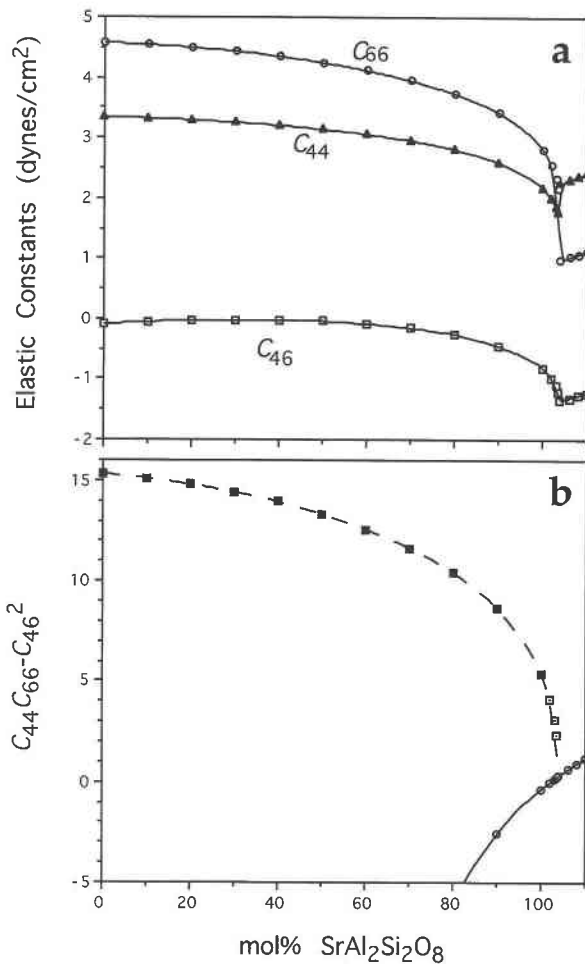 a
Elastic Constants (dynes/cm²)
5
4
3
2
1
0
-1
-2
C₆₆
C₄₄
C₄₆
b
C₄₄C₆₆-C₄₆²
15
10
5
0
-5
0 20 40 60 80 100
mol% SrAl₂Si₂O₈